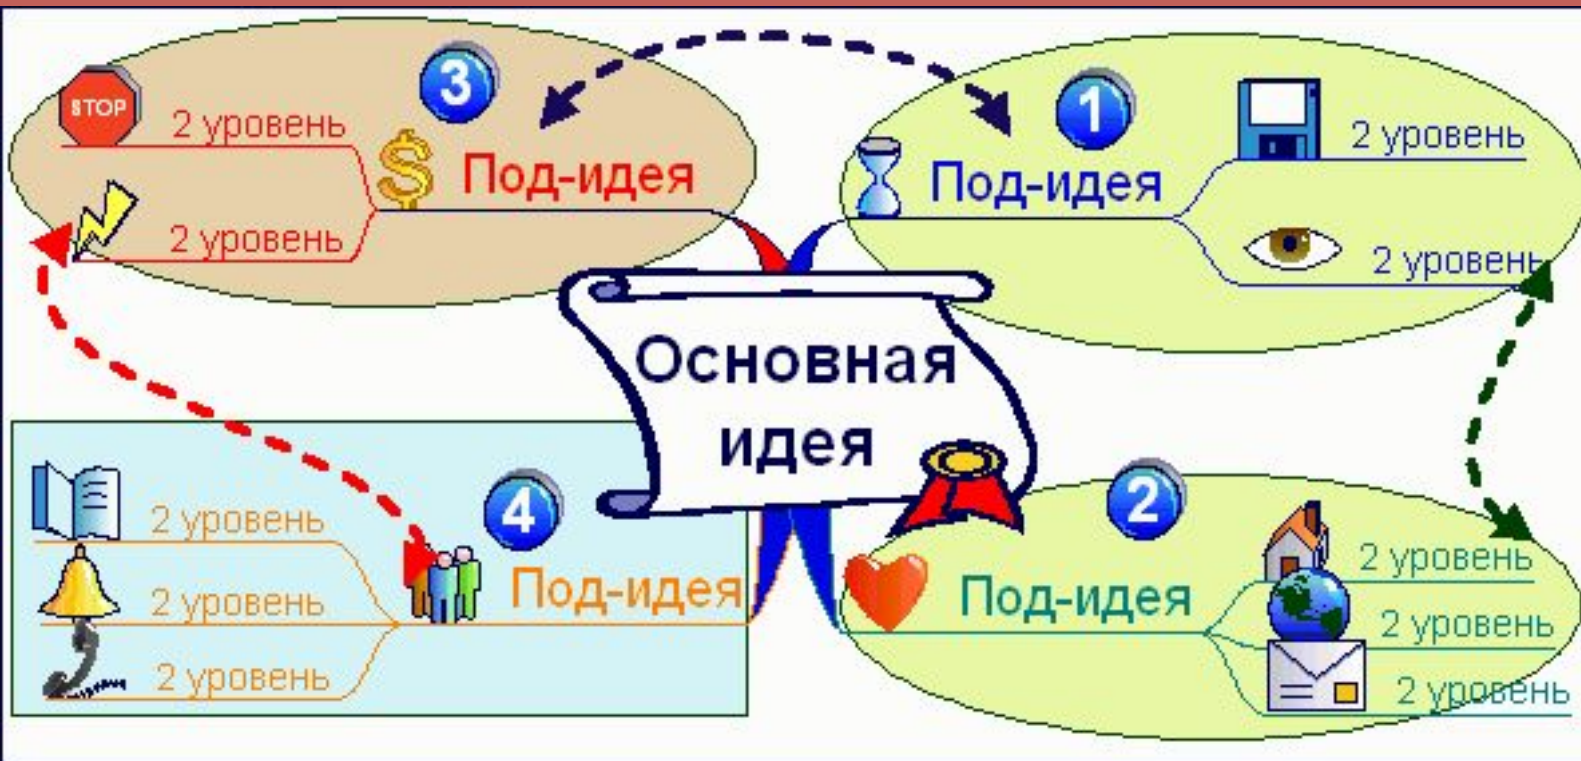 3
STOP
2 уровень
Под-идея
2 уровень
1
Под-идея
2 уровень
2 уровень
Основная
идея
4
2 уровень
Под-идея
2 уровень
2 уровень
2
2 уровень
Под-идея
2 уровень
2 уровень